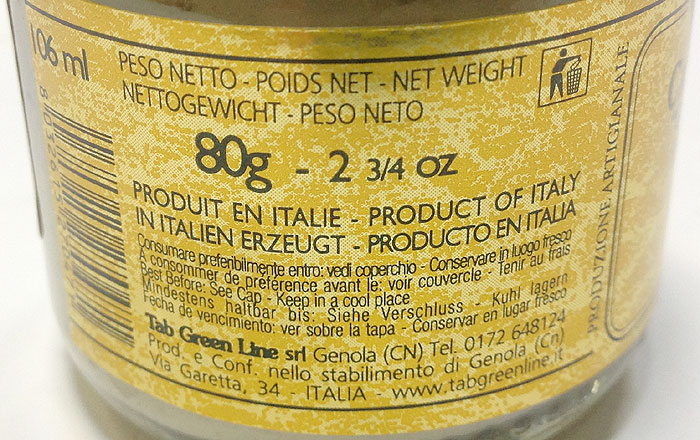 106 ml
PESO NETTO - POIDS NET - NET WEIGHT
NETTOGEWICHT - PESO NETO
80g - 2 3/4 OZ
PRODUIT EN ITALIE - PRODUCT OF ITALY
IN ITALIEN ERZEUGT - PRODUCTO EN ITALIA
Consumare preferibilmente entro: vedi coperchio - Conservare in luogo fresco
A consommer de préférence avant le: voir couvercle - Tenir au frais
Best Before: See Cap - Keep in a cool place
Mindestens haltbar bis: Siehe Verschluss - Kuhl lagern
Fecha de vencimiento: ver sobre la tapa - Conservar en lugar fresco
Tab Green Line srl Genola (CN) Tel. 0172 648124
Prod. e Conf. nello stabilimento di Genola (Cn)
Via Garetta, 34 - ITALIA - www.tabgreenline.it
PRODUZIONE ARTIGIANALE